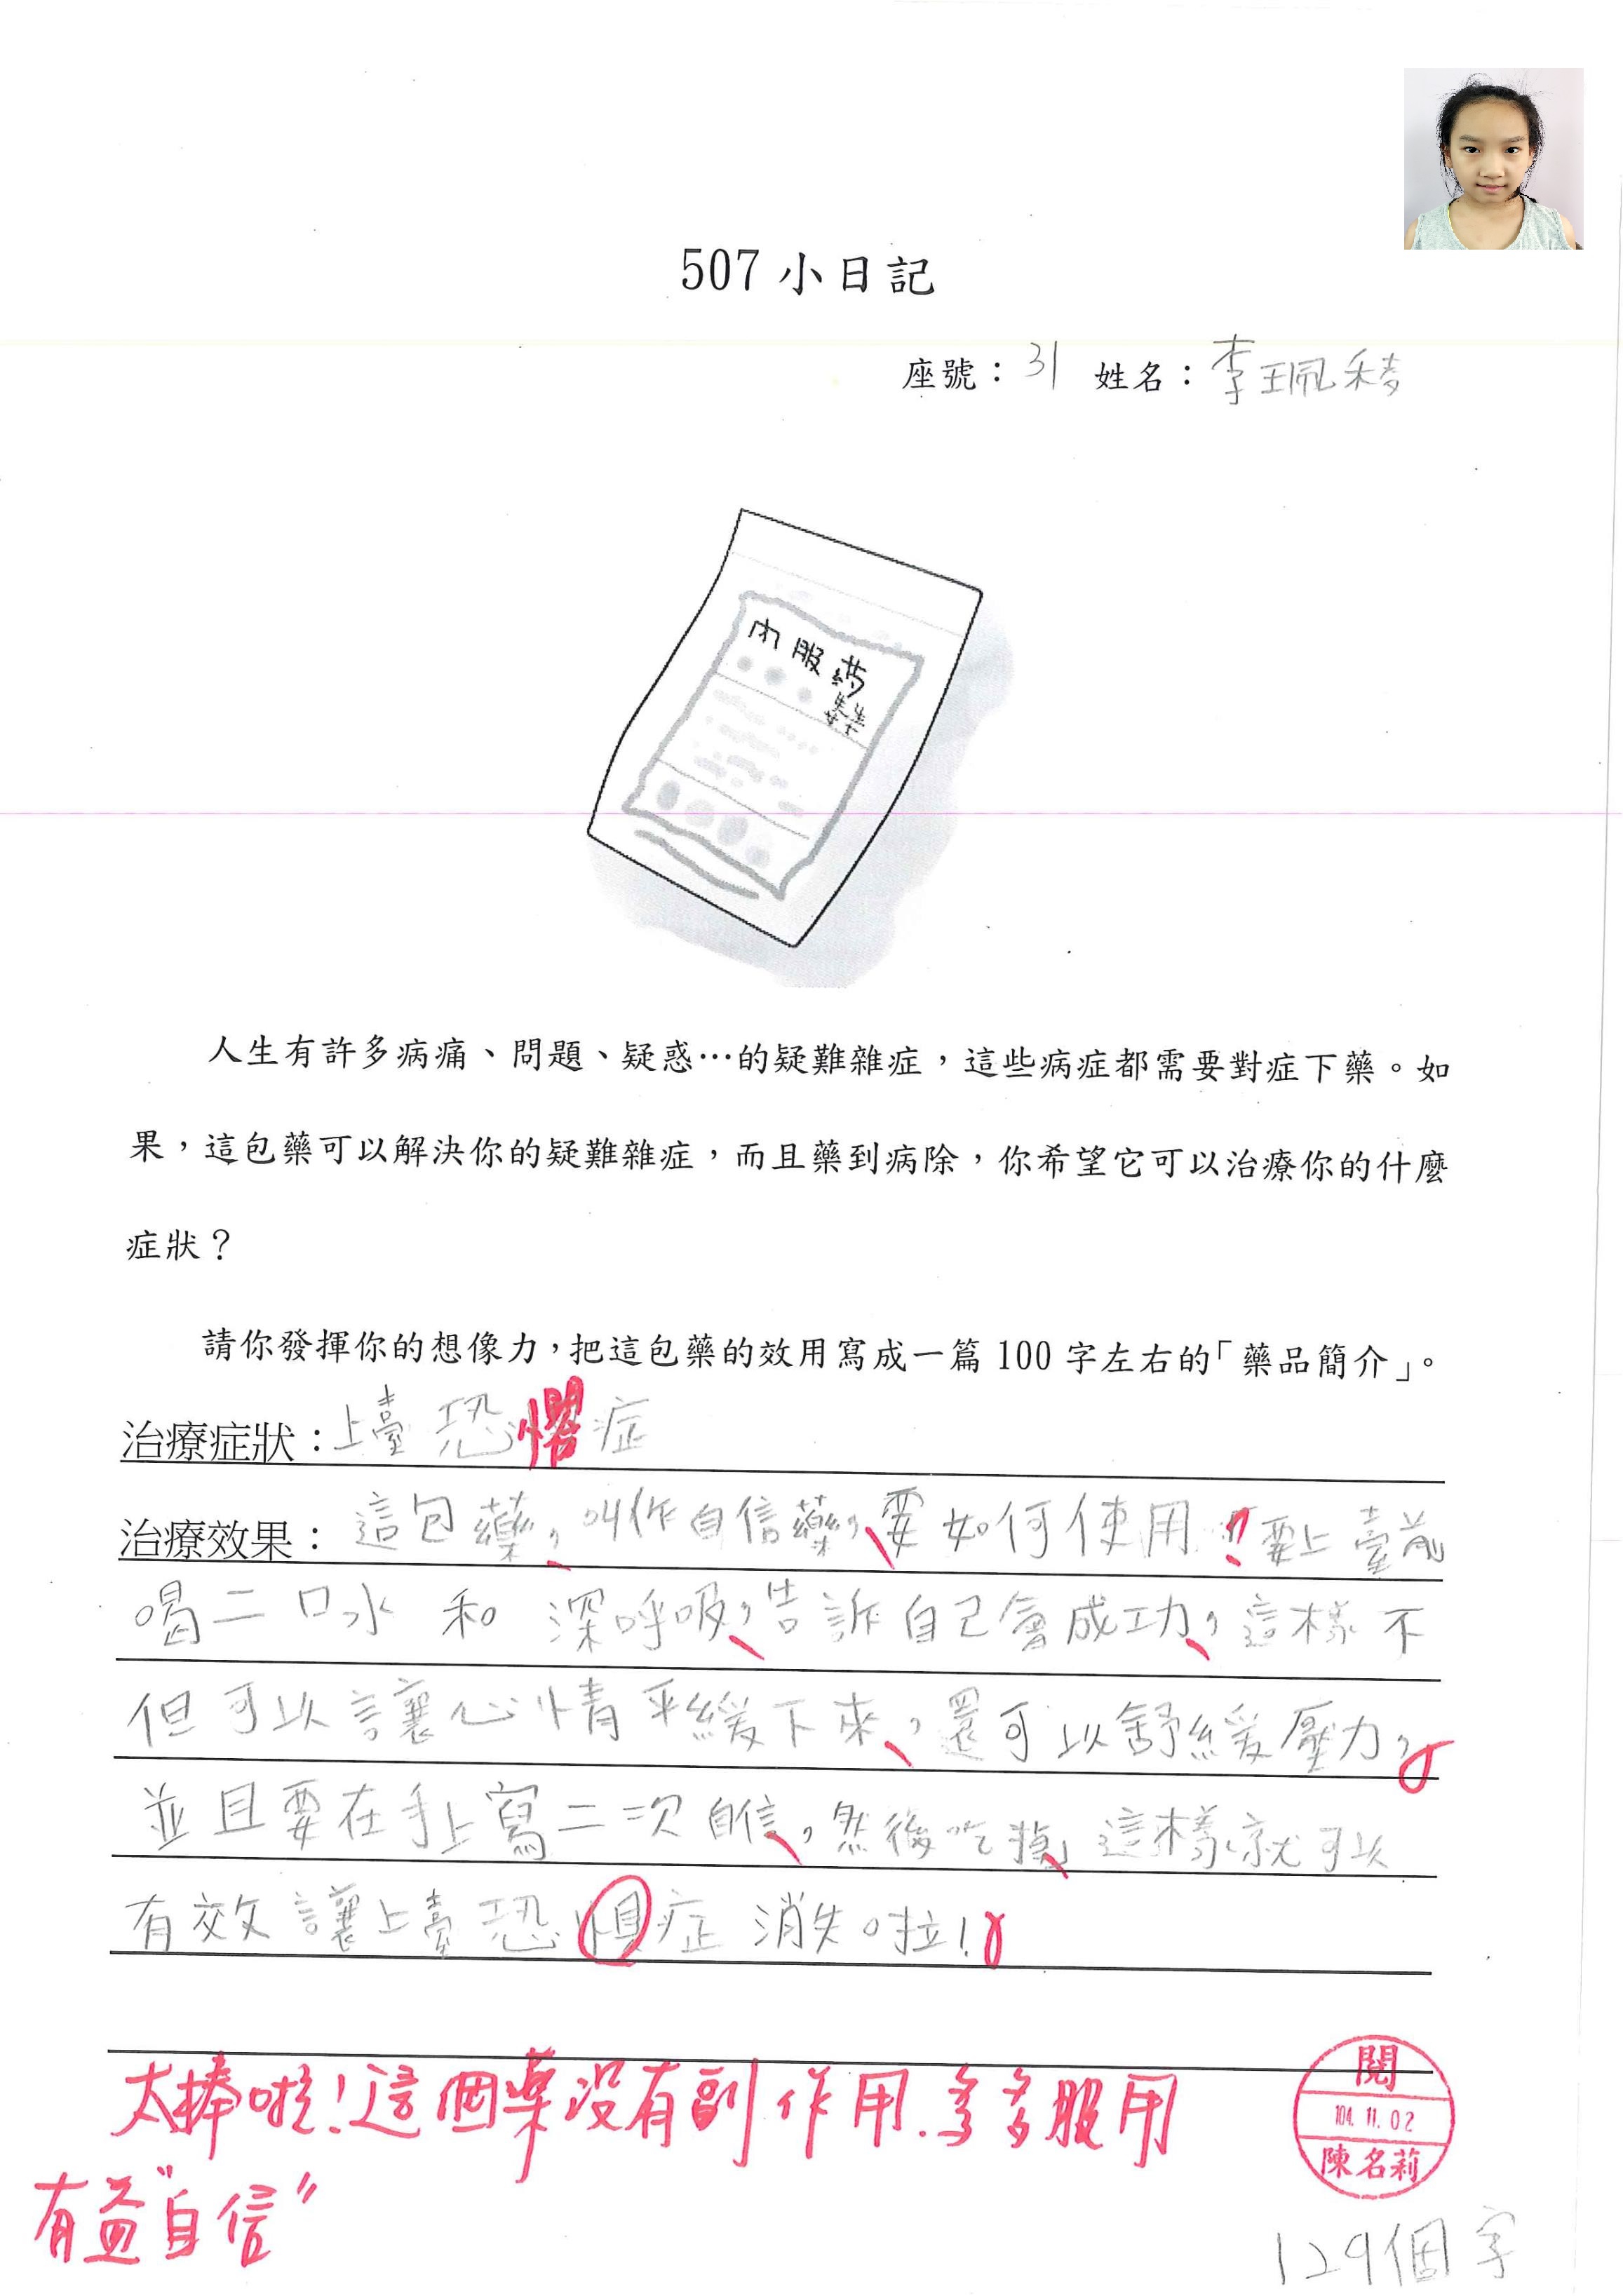 507 小日記
座號：31 姓名：李珮綺
內服藥
人生有許多病痛、問題、疑惑…的疑難雜症，這些病症都需要對症下藥。如
果，這包藥可以解決你的疑難雜症，而且藥到病除，你希望它可以治療你的什麼
症狀？
請你發揮你的想像力，把這包藥的效用寫成一篇 100 字左右的「藥品簡介」。
治療症狀：上臺恐懼症
治療效果：這包藥，叫作自信藥，要如何使用？要上臺前
喝二口水 和 深呼吸，告訴自己會成功，這樣不
但可以讓心情平緩下來，還可以舒緩壓力，
並且要在手上寫二次自信，然後吃掉，這樣就可以
有效讓上臺恐懼症消失啦！
太棒啦！這個藥沒有副作用.多多服用
有益"自信"
閱
104.11.02
陳名莉
129個字